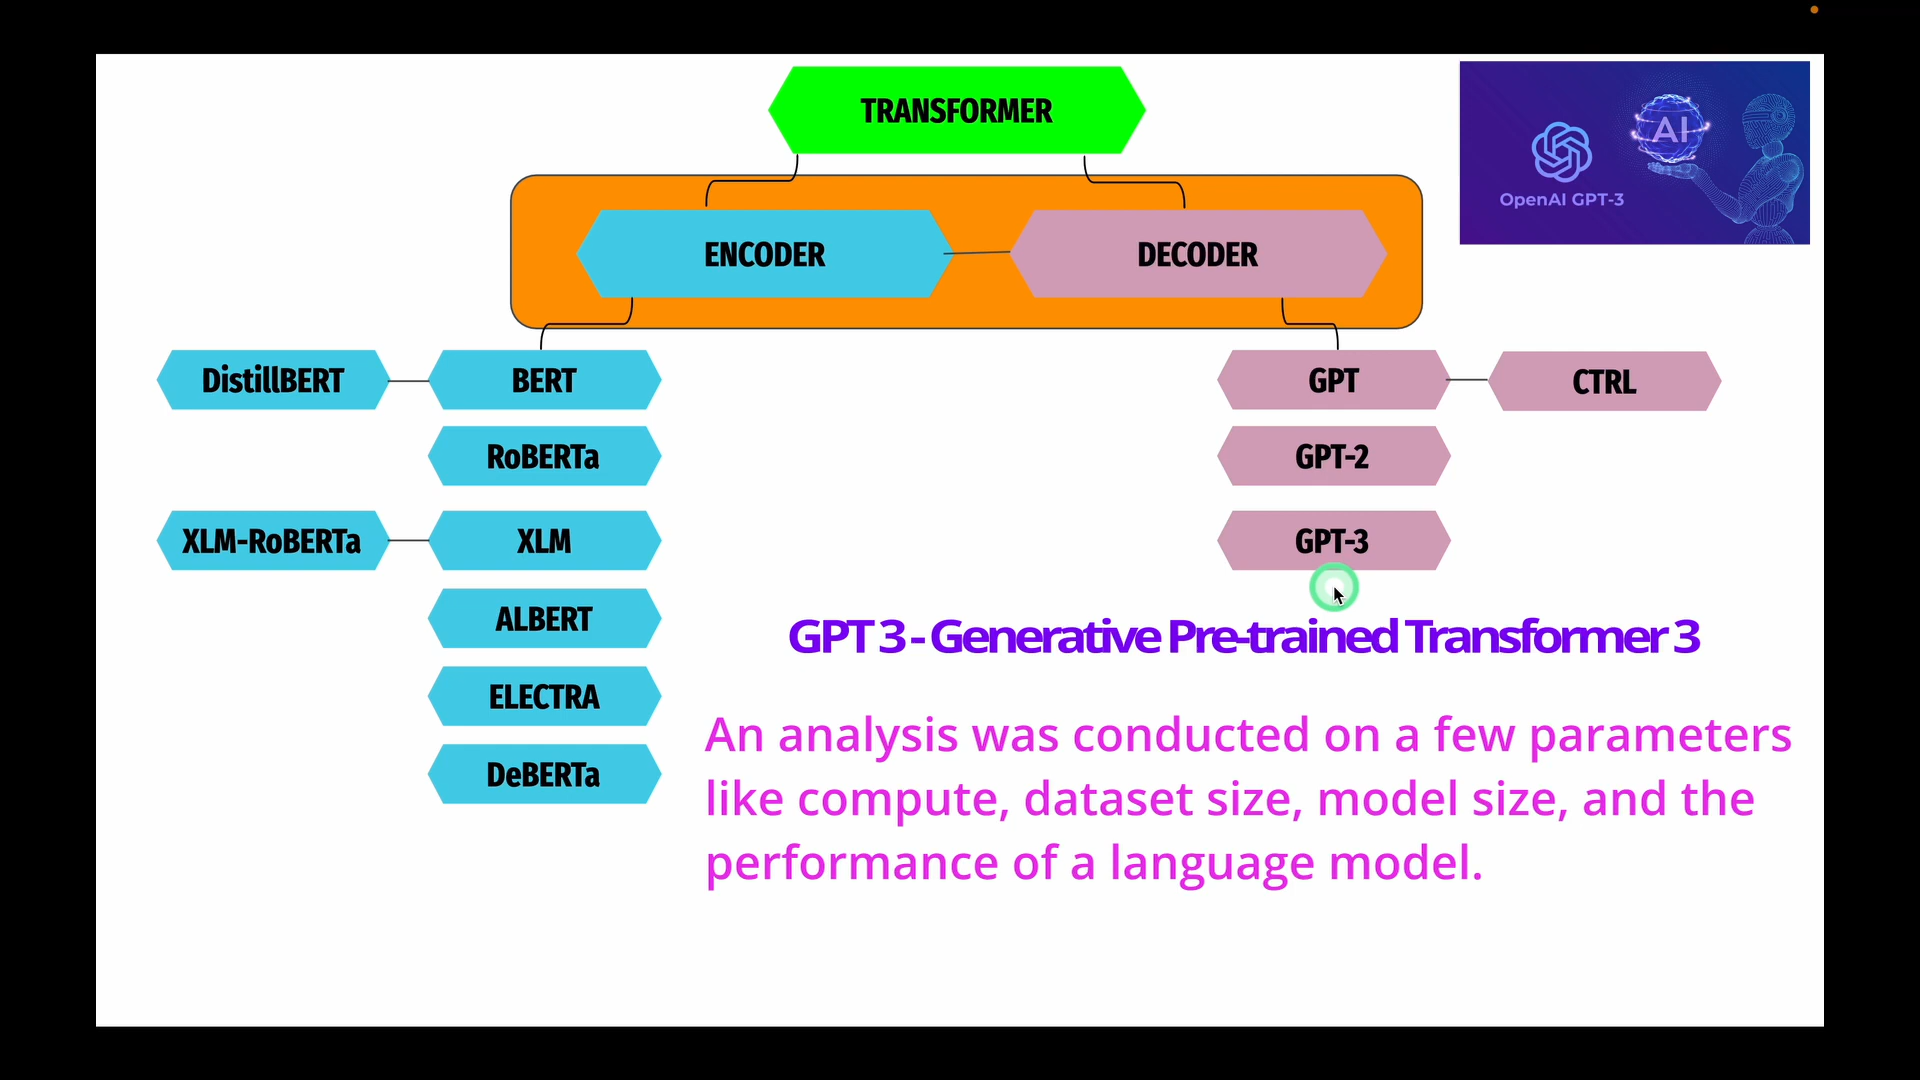 TRANSFORMER
AI
OpenAI GPT-3
ENCODER
DECODER
DistillBERT
BERT
GPT
CTRL
RoBERTa
GPT-2
XLM-RoBERTa
XLM
GPT-3
ALBERT
GPT 3 - Generative Pre-trained Transformer 3
ELECTRA
An analysis was conducted on a few parameters
like compute, dataset size, model size, and the
performance of a language model.
DeBERTa